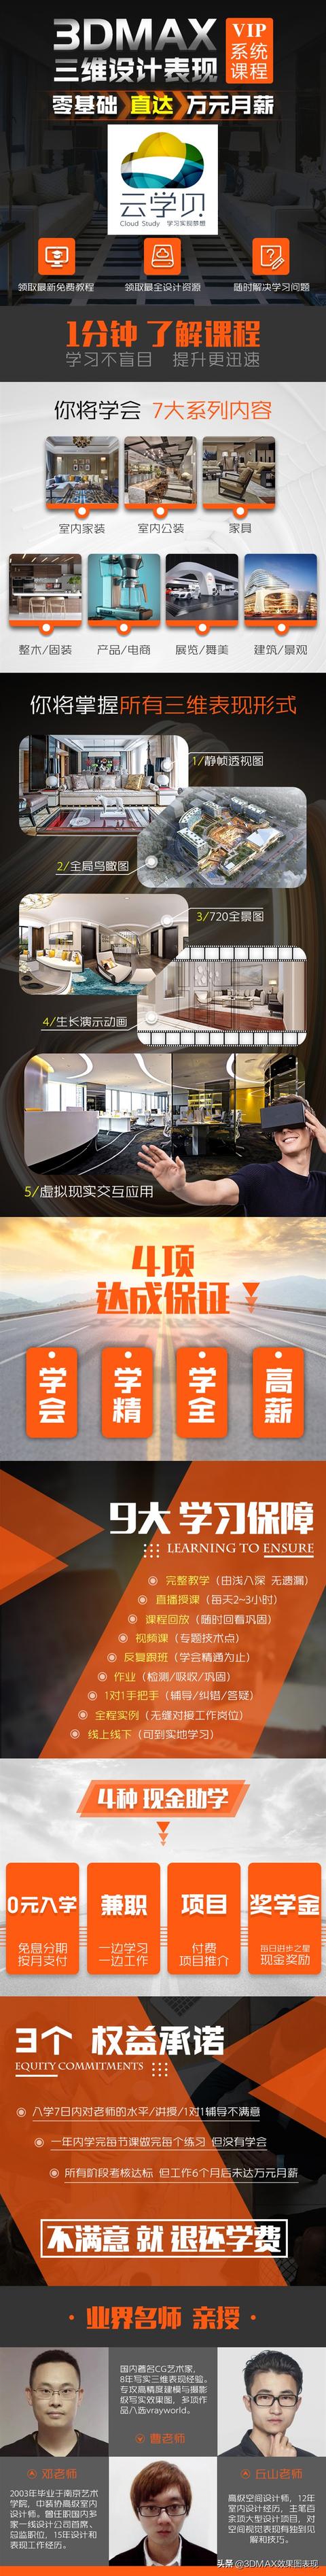 3DMAX
三维设计表现
VIP
系统
课程
零基础 直达 万元月薪
云学贝
Cloud Study 学习实现梦想
领取最新免费教程
领取最全设计资源
随时解决学习问题
1分钟 了解课程
学习不盲目 提升更迅速
你将学会 7大系列内容
室内家装
室内公装
家具
整木/固装
产品/电商
展览/舞美
建筑/景观
你将掌握所有三维表现形式
1/静帧透视图
2/全局鸟瞰图
3/720全景图
4/生长演示动画
5/虚拟现实交互应用
4项
达成保证
学会
学精
学全
高薪
9大 学习保障
LEARNING TO ENSURE
完整教学（由浅入深 无遗漏）
直播授课（每天2~3小时）
课程回放（随时回看巩固）
视频课（专题技术点）
反复跟班（学会精通为止）
作业（检测/吸收/巩固）
1对1手把手（辅导/纠错/答疑）
全程实例（无缝对接工作岗位）
线上线下（可到实地学习）
4种 现金助学
0元入学
免息分期
按月支付
兼职
一边学习
一边工作
项目
付费
项目推介
奖学金
每日进步之星
现金奖励
3个 权益承诺
EQUITY COMMITMENTS
入学7日内对老师的水平/讲授/1对1辅导不满意
一年内学完每节课做完每个练习 但没有学会
所有阶段考核达标 但工作6个月后未达万元月薪
不满意 就 退还学费
业界名师 亲授
国内著名CG艺术家，
8年写实三维表现经验。
专攻高精度建模与摄影
级写实效果图，多项作
品入选vrayworld。
曹老师
邓老师
2003年毕业于南京艺术
学院，中装协高级室内
设计师。曾任职国内多
家一线设计公司首席、
总监职位，15年设计和
表现工作经历。
丘山老师
高级空间设计师，12年
室内设计经历，主笔百
余项大型设计项目，对
空间视觉表现有独到见
解和技巧。
头条 @3DMAX效果图表现